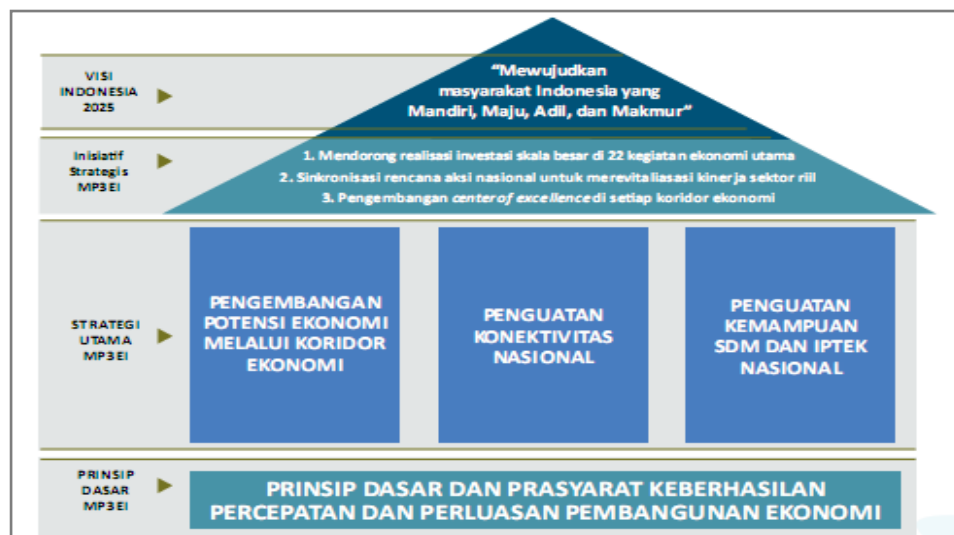 VISI
INDONESIA
2025
"Mewujudkan
masyarakat Indonesia yang
Mandiri, Maju, Adil, dan Makmur"
Inisiatif
Strategis
MP3EI
1. Mendorong realisasi investasi skala besar di 22 kegiatan ekonomi utama
2. Sinkronisasi rencana aksi nasional untuk merevitaliasasi kinerja sektor riil
3. Pengembangan center of excellence di setiap koridor ekonomi
STRATEGI
UTAMA
MP3EI
PENGEMBANGAN
POTENSI EKONOMI
MELALUI KORIDOR
EKONOMI
PENGUATAN
KONEKTIVITAS
NASIONAL
PENGUATAN
KEMAMPUAN
SDM DAN IPTEK
NASIONAL
PRINSIP
DASAR
MP3EI
PRINSIP DASAR DAN PRASYARAT KEBERHASILAN
PERCEPATAN DAN PERLUASAN PEMBANGUNAN EKONOMI